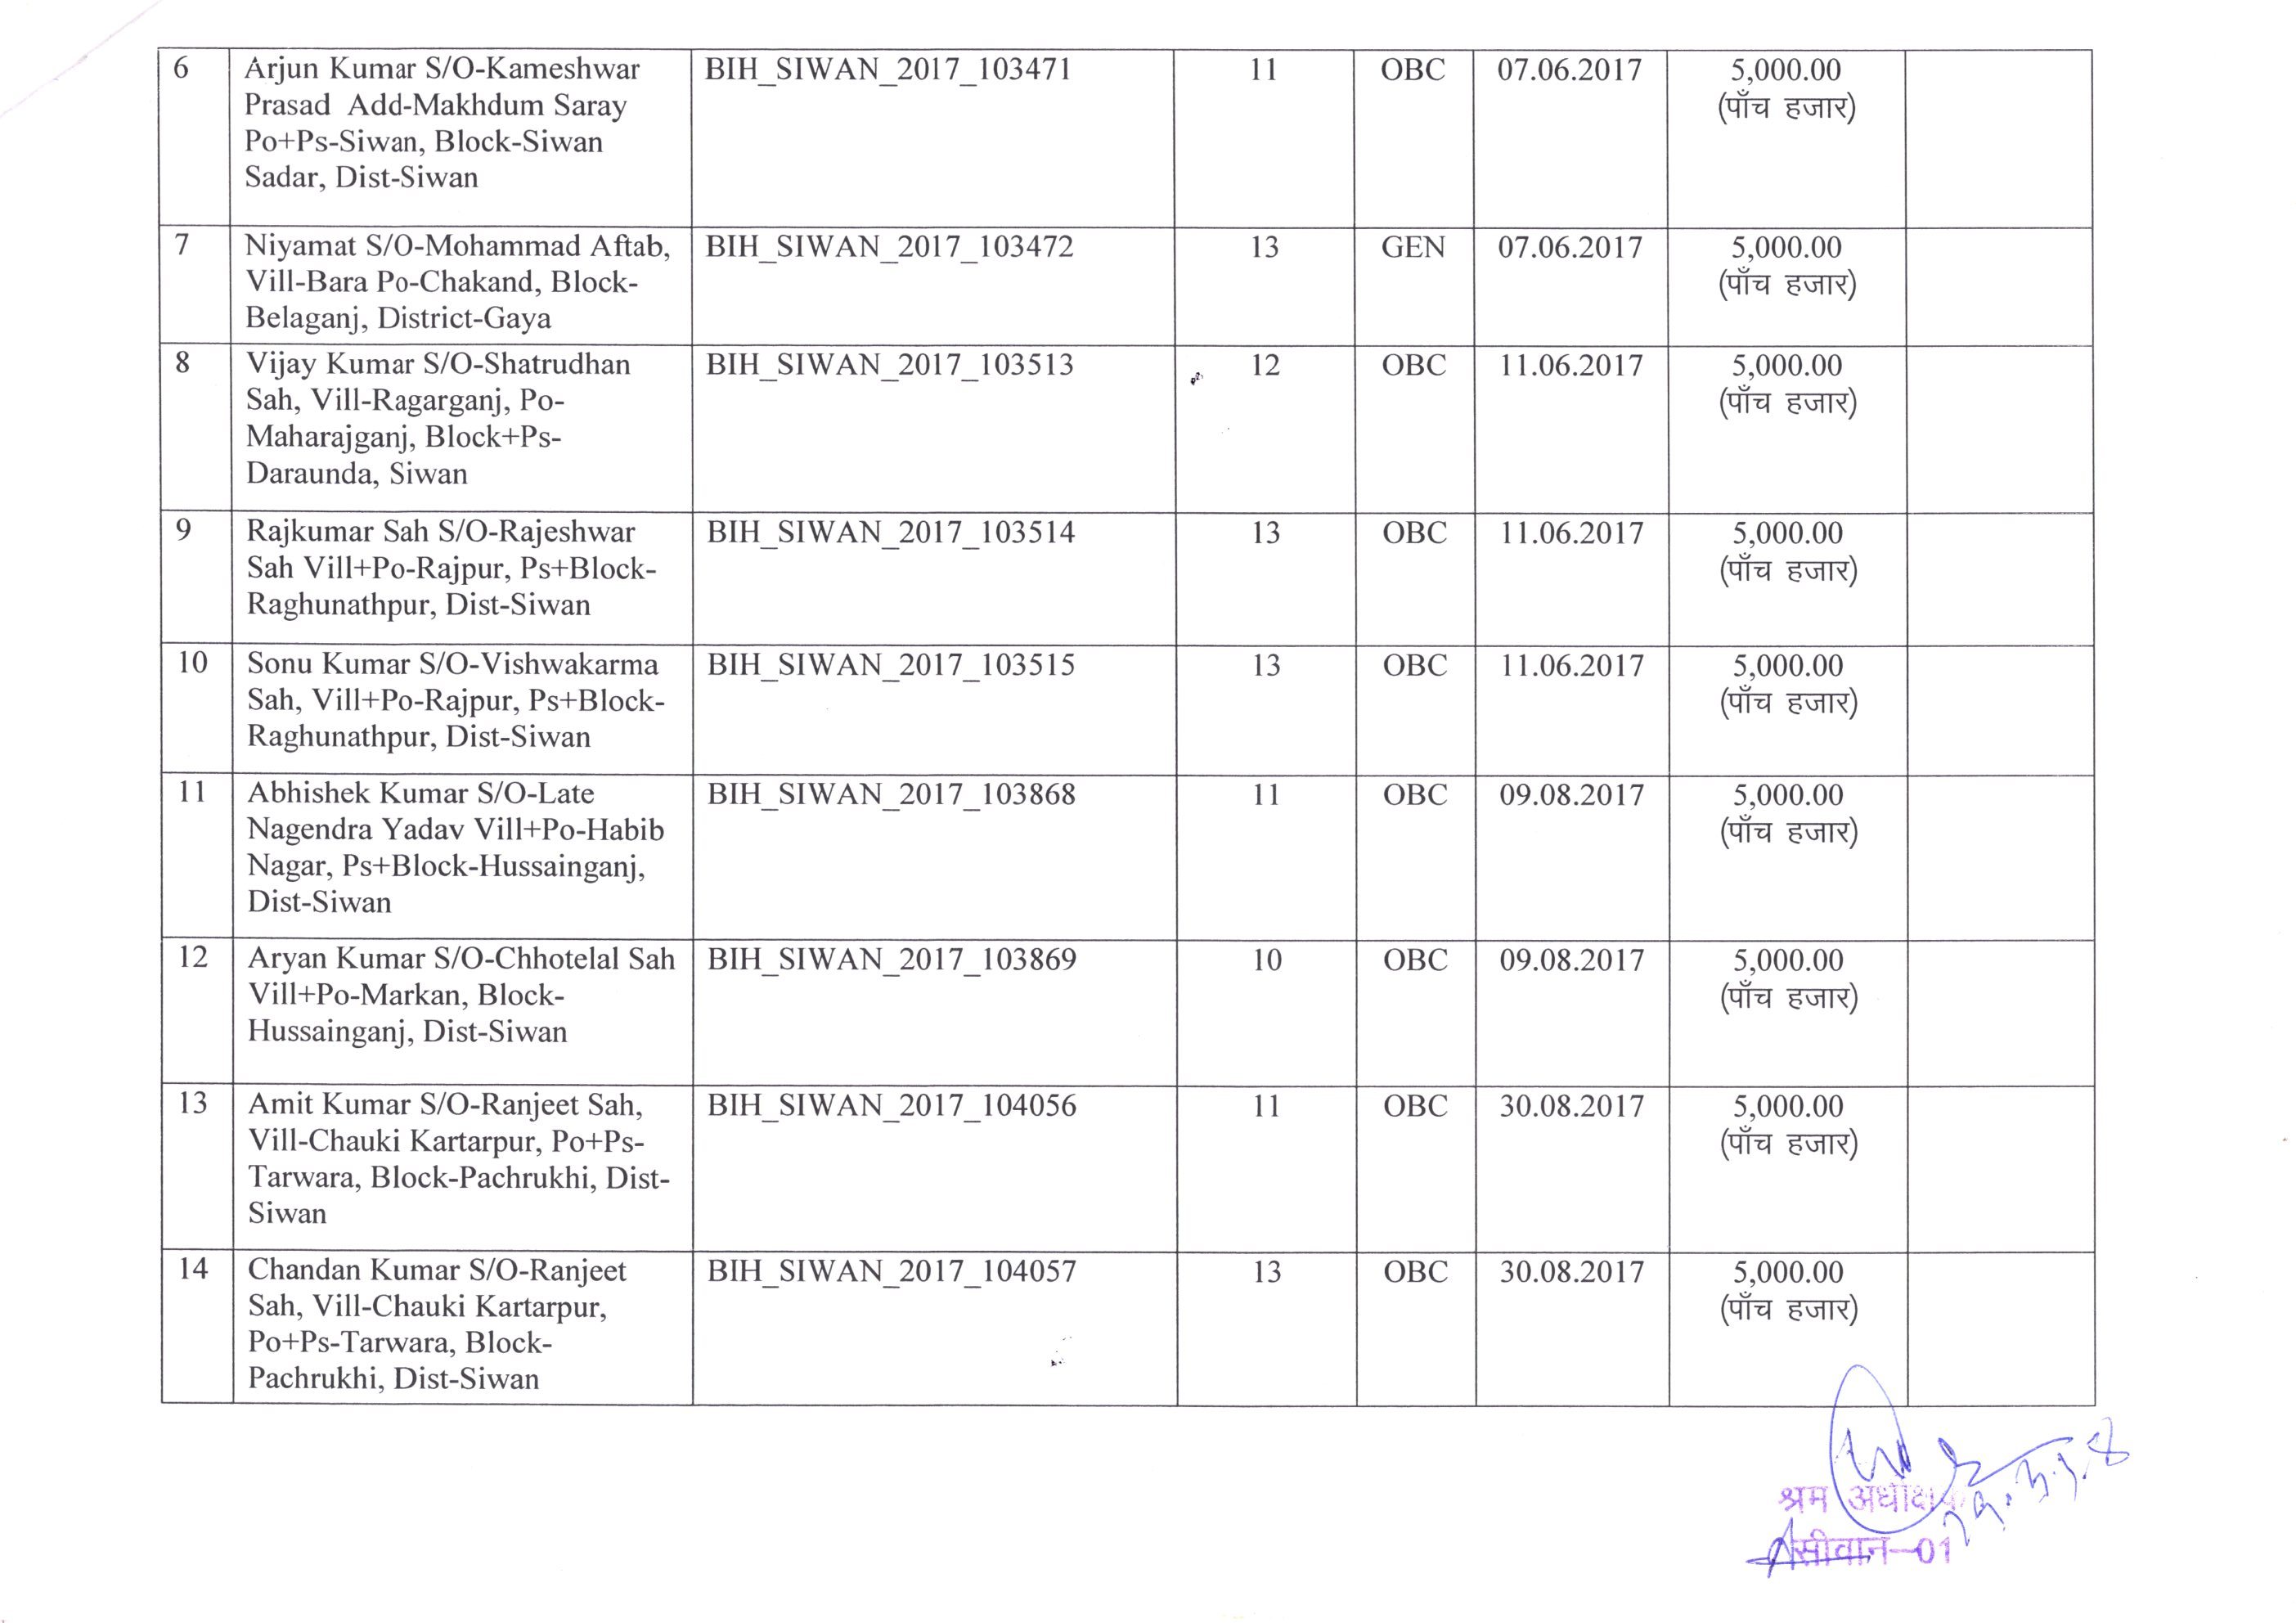 6 Arjun Kumar S/O-Kameshwar BIH_SIWAN_2017_103471 11 OBC 07.06.2017 5,000.00
Prasad Add-Makhdum Saray (पाँच हजार)
Po+Ps-Siwan, Block-Siwan
Sadar, Dist-Siwan
7 Niyamat S/O-Mohammad Aftab, BIH_SIWAN_2017_103472 13 GEN 07.06.2017 5,000.00
Vill-Bara Po-Chakand, Block- (पाँच हजार)
Belaganj, District-Gaya
8 Vijay Kumar S/O-Shatrudhan BIH_SIWAN_2017_103513 12 OBC 11.06.2017 5,000.00
Sah, Vill-Ragarganj, Po- (पाँच हजार)
Maharajganj, Block+Ps-
Daraunda, Siwan
9 Rajkumar Sah S/O-Rajeshwar BIH_SIWAN_2017_103514 13 OBC 11.06.2017 5,000.00
Sah Vill+Po-Rajpur, Ps+Block- (पाँच हजार)
Raghunathpur, Dist-Siwan
10 Sonu Kumar S/O-Vishwakarma BIH_SIWAN_2017_103515 13 OBC 11.06.2017 5,000.00
Sah, Vill+Po-Rajpur, Ps+Block- (पाँच हजार)
Raghunathpur, Dist-Siwan
11 Abhishek Kumar S/O-Late BIH_SIWAN_2017_103868 11 OBC 09.08.2017 5,000.00
Nagendra Yadav Vill+Po-Habib (पाँच हजार)
Nagar, Ps+Block-Hussainganj,
Dist-Siwan
12 Aryan Kumar S/O-Chhotelal Sah BIH_SIWAN_2017_103869 10 OBC 09.08.2017 5,000.00
Vill+Po-Markan, Block- (पाँच हजार)
Hussainganj, Dist-Siwan
13 Amit Kumar S/O-Ranjeet Sah, BIH_SIWAN_2017_104056 11 OBC 30.08.2017 5,000.00
Vill-Chauki Kartarpur, Po+Ps- (पाँच हजार)
Tarwara, Block-Pachrukhi, Dist-
Siwan
14 Chandan Kumar S/O-Ranjeet BIH_SIWAN_2017_104057 13 OBC 30.08.2017 5,000.00
Sah, Vill-Chauki Kartarpur, (पाँच हजार)
Po+Ps-Tarwara, Block-
Pachrukhi, Dist-Siwan
श्रम अधीक्षक
सीवान-01